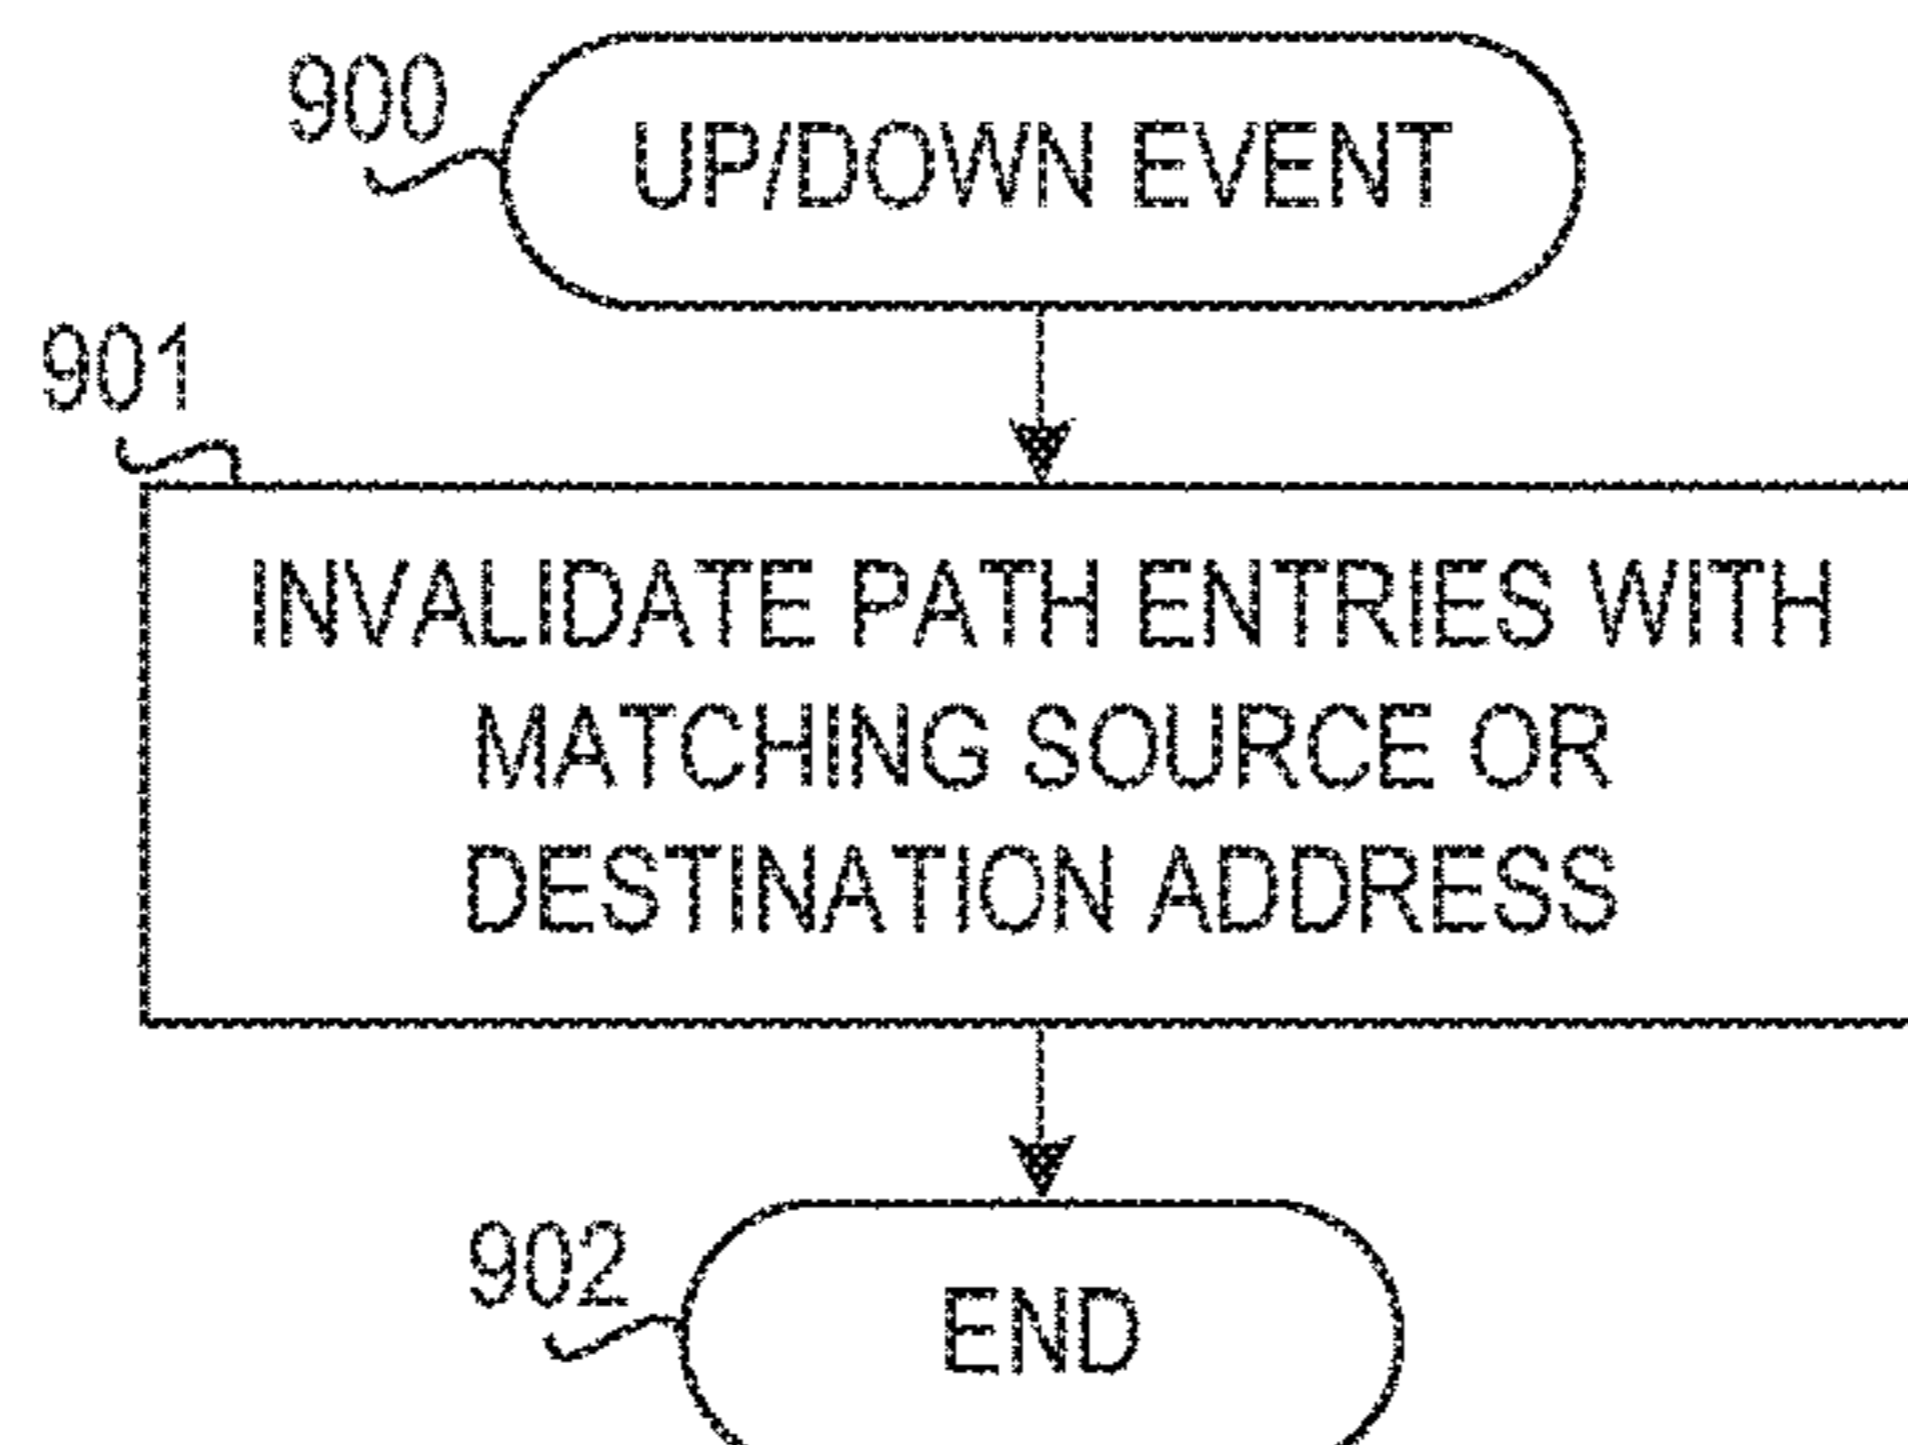 900
UP/DOWN EVENT
901
INVALIDATE PATH ENTRIES WITH
MATCHING SOURCE OR
DESTINATION ADDRESS
902
END